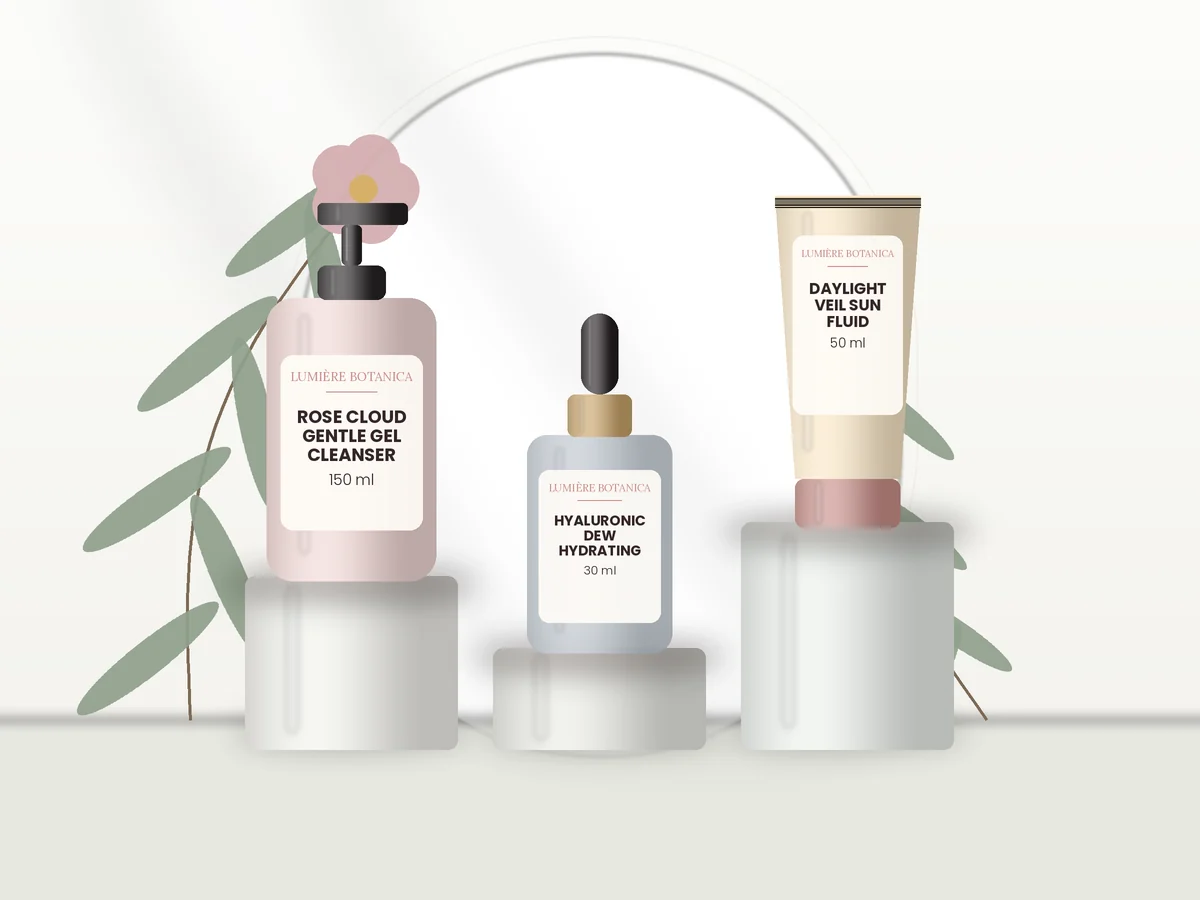 LUMIÈRE BOTANICA
ROSE CLOUD
GENTLE GEL
CLEANSER
150 ml
LUMIÈRE BOTANICA
HYALURONIC
DEW
HYDRATING
30 ml
LUMIÈRE BOTANICA
DAYLIGHT
VEIL SUN
FLUID
50 ml